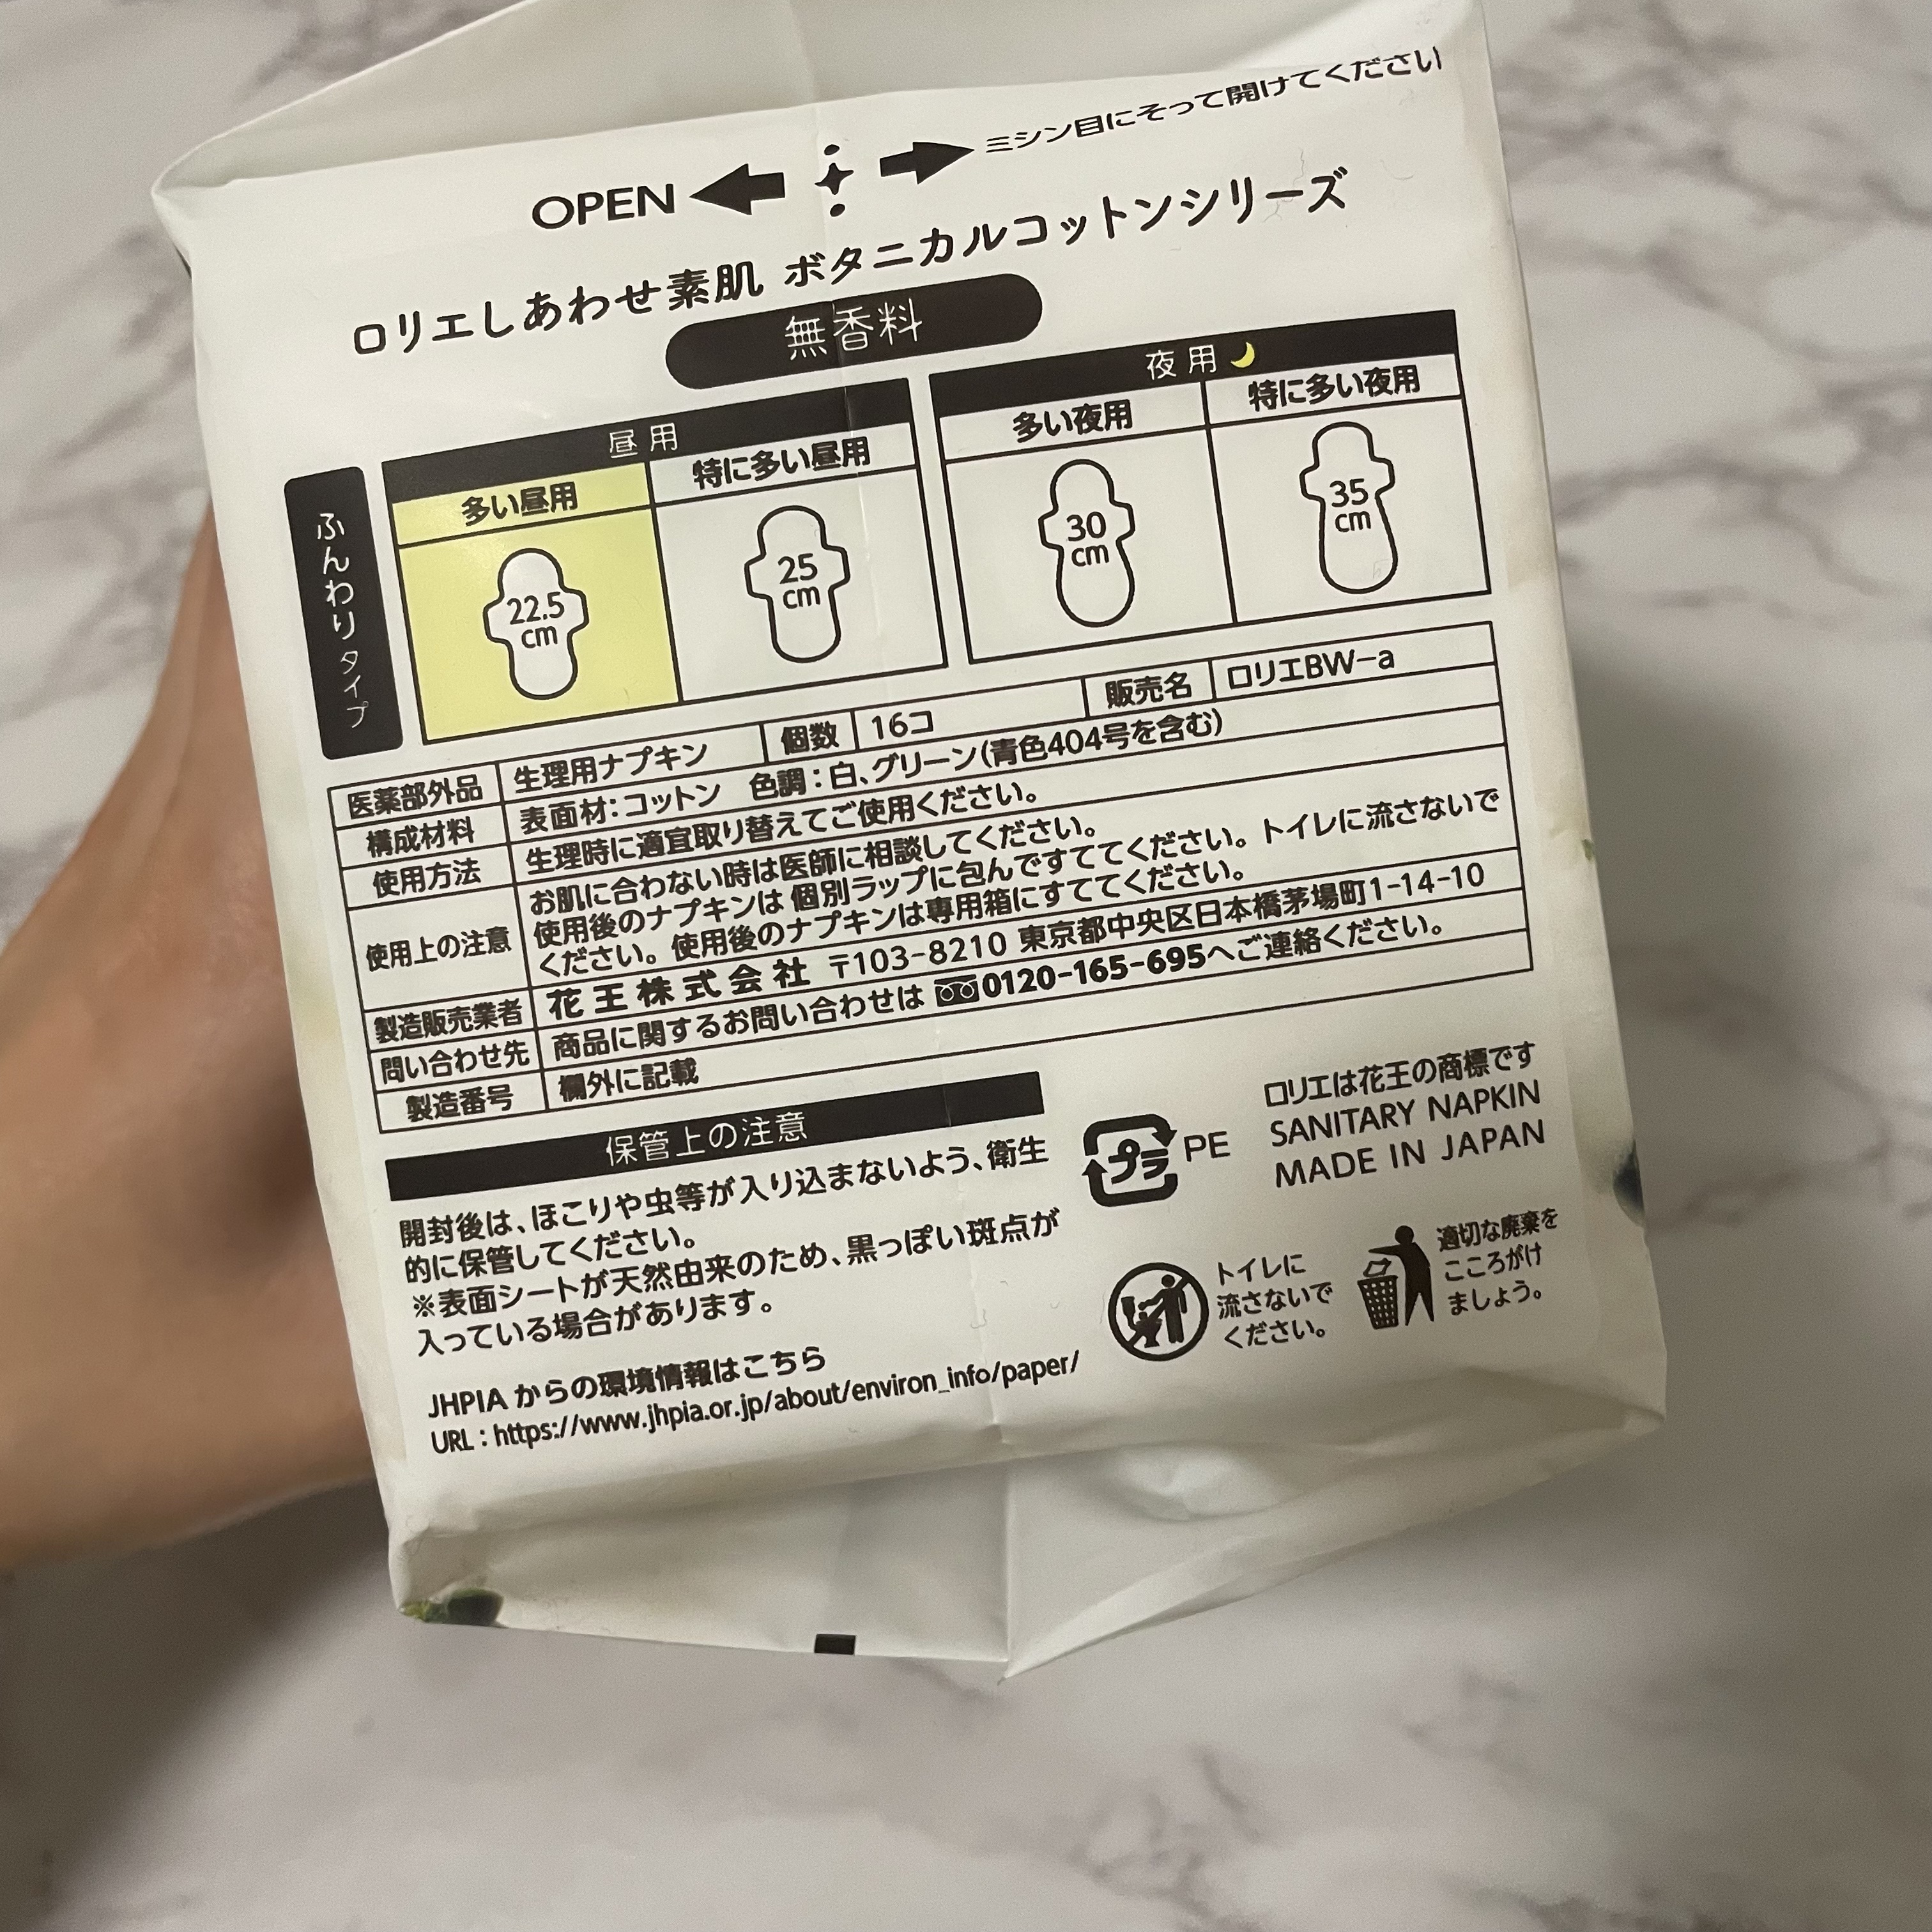 OPEN ミシン目にそって開けてください
ロリエしあわせ素肌 ボタニカルコットンシリーズ
無香料
ふんわりタイプ
昼用
多い昼用
特に多い昼用
22.5
cm
25
cm
夜用
多い夜用
特に多い夜用
30
cm
35
cm
医薬部外品 生理用ナプキン 個数 16コ 販売名 ロリエBW-a
構成材料 表面材:コットン 色調:白、グリーン(青色404号を含む)
使用方法 生理時に適宜取り替えてご使用ください。
使用上の注意 お肌に合わない時は医師に相談してください。
使用後のナプキンは 個別ラップに包んですててください。トイレに流さないで
ください。使用後のナプキンは専用箱にすててください。
製造販売業者 花王株式会社 〒103-8210 東京都中央区日本橋茅場町1-14-10
問い合わせ先 商品に関するお問い合わせは 0120-165-695へご連絡ください。
製造番号 欄外に記載
保管上の注意
開封後は、ほこりや虫等が入り込まないよう、衛生
的に保管してください。
※表面シートが天然由来のため、黒っぽい斑点が
入っている場合があります。
JHPIA からの環境情報はこちら
URL : https://www.jhpia.or.jp/about/environ_info/paper/
プラ PE
ロリエは花王の商標です
SANITARY NAPKIN
MADE IN JAPAN
トイレに
流さないで
ください。
適切な廃棄を
こころがけ
ましょう。